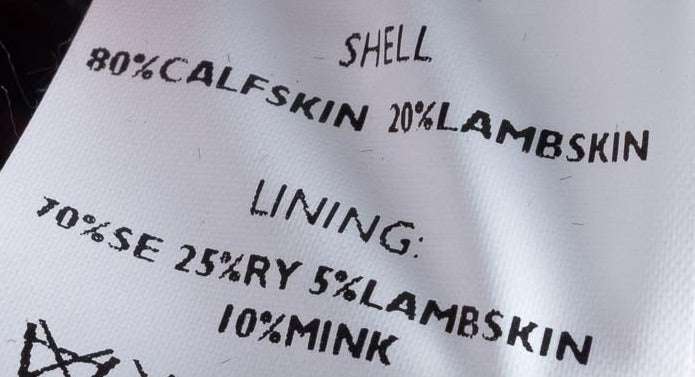 SHELL
80%CALFSKIN 20%LAMBSKIN
LINING:
70%SE 25%RY 5%LAMBSKIN
10%MINK